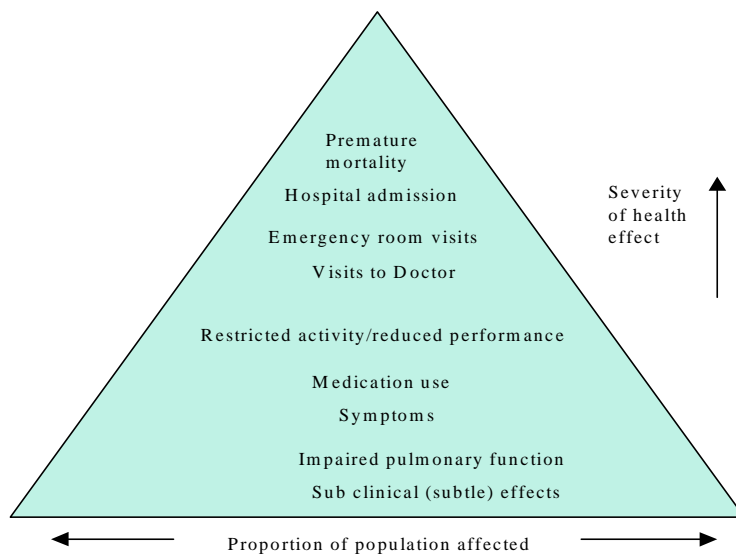 Premature
mortality
Hospital admission
Severity
of health
effect
Emergency room visits
Visits to Doctor
Restricted activity/reduced performance
Medication use
Symptoms
Impaired pulmonary function
Sub clinical (subtle) effects
Proportion of population affected